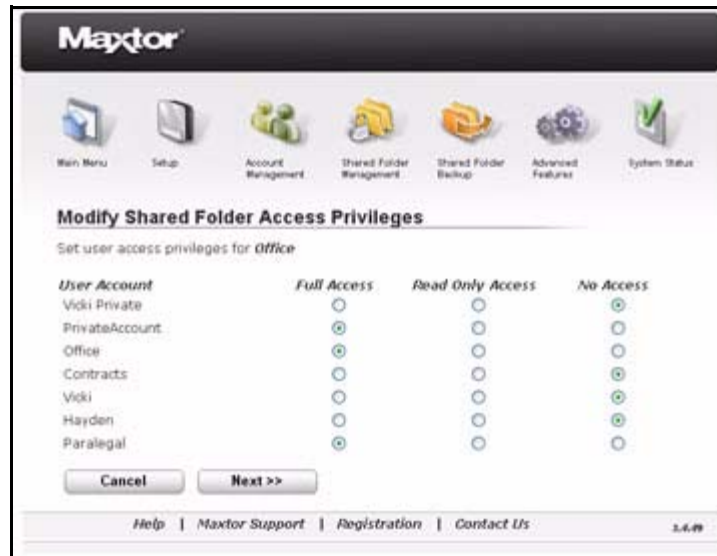 Maxtor
Main Menu
Setup
Account Management
Shared Folder Management
Shared Folder Backup
Advanced Features
System Status
Modify Shared Folder Access Privileges
Set user access privileges for Office
User Account Full Access Read Only Access No Access
Vicki Private
PrivateAccount
Office
Contracts
Vicki
Hayden
Paralegal
Cancel Next >>
Help | Maxtor Support | Registration | Contact Us